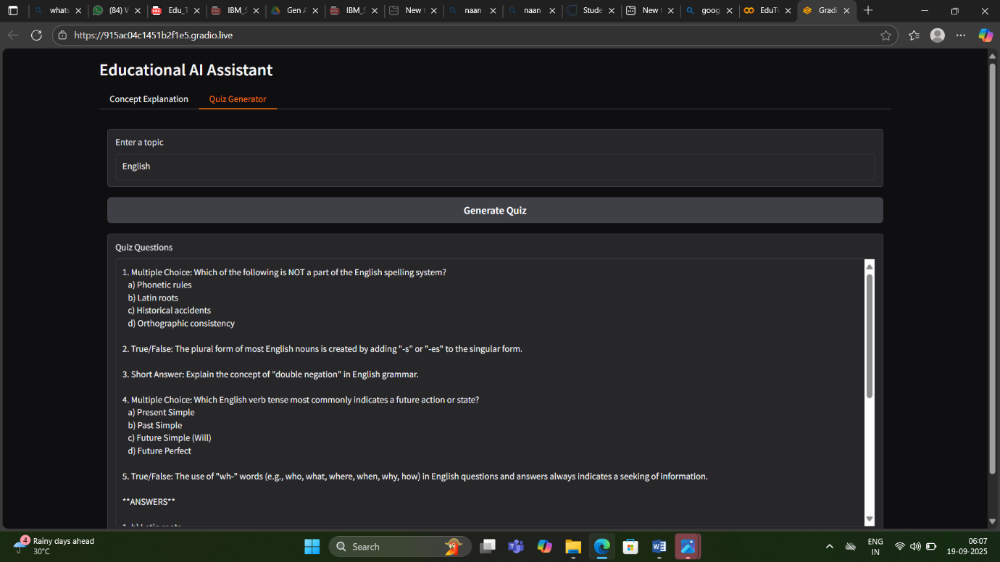 whats
(84) V
Edu_T
IBM_S
Gen A
IBM_S
New t
naan
naan
Stude
New t
goog
EduTu
Gradi
https://915ac04c1451b2f1e5.gradio.live
Educational AI Assistant
Concept Explanation
Quiz Generator
Enter a topic
English
Generate Quiz
Quiz Questions
1. Multiple Choice: Which of the following is NOT a part of the English spelling system?
a) Phonetic rules
b) Latin roots
c) Historical accidents
d) Orthographic consistency
2. True/False: The plural form of most English nouns is created by adding "-s" or "-es" to the singular form.
3. Short Answer: Explain the concept of "double negation" in English grammar.
4. Multiple Choice: Which English verb tense most commonly indicates a future action or state?
a) Present Simple
b) Past Simple
c) Future Simple (Will)
d) Future Perfect
5. True/False: The use of "wh-" words (e.g., who, what, where, when, why, how) in English questions and answers always indicates a seeking of information.
**ANSWERS**
4
Rainy days ahead
30°C
Search
ENG
IN
06:07
19-09-2025